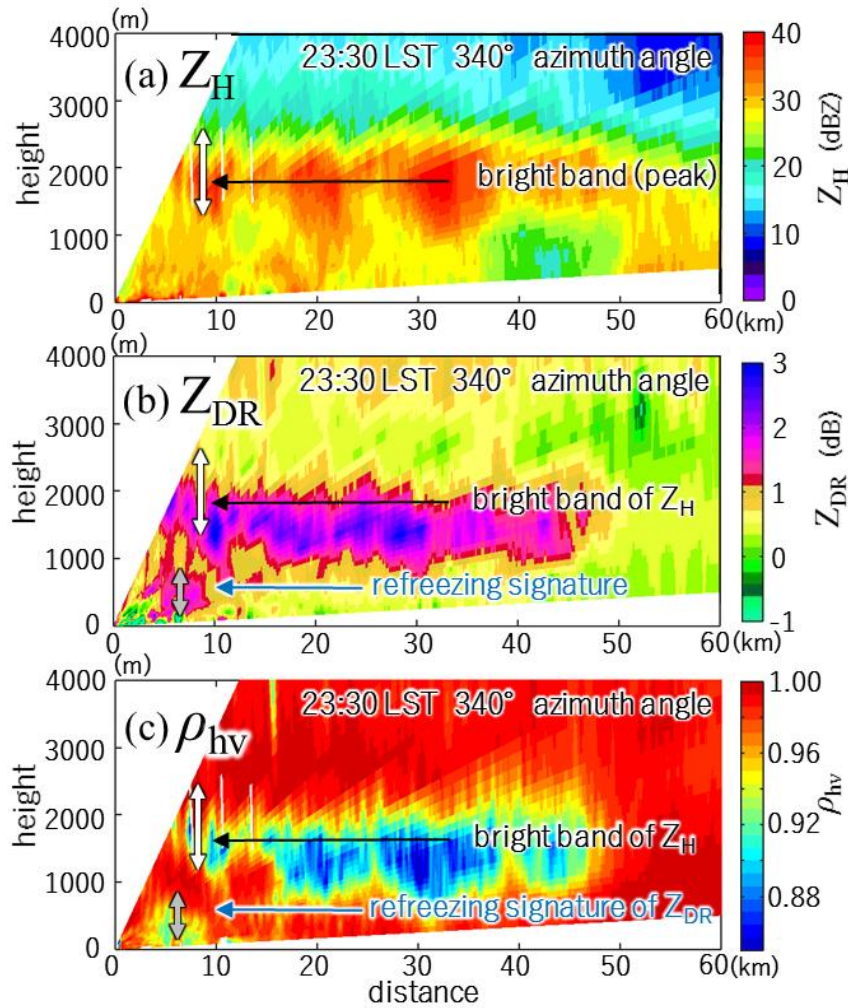 (m)
4000
(a) Z_H
23:30 LST 340° azimuth angle
3000
2000
1000
0
height
bright band (peak)
0 10 20 30 40 50 60 (km)
40
30
20
10
0
Z_H (dBZ)
(m)
4000
(b) Z_DR
23:30 LST 340° azimuth angle
3000
2000
1000
0
height
bright band of Z_H
refreezing signature
0 10 20 30 40 50 60 (km)
3
2
1
0
-1
Z_DR (dB)
(m)
4000
(c) ρ_hv
23:30 LST 340° azimuth angle
3000
2000
1000
0
height
bright band of Z_H
refreezing signature of Z_DR
0 10 20 30 40 50 60 (km)
distance
1.00
0.96
0.92
0.88
ρ_hv